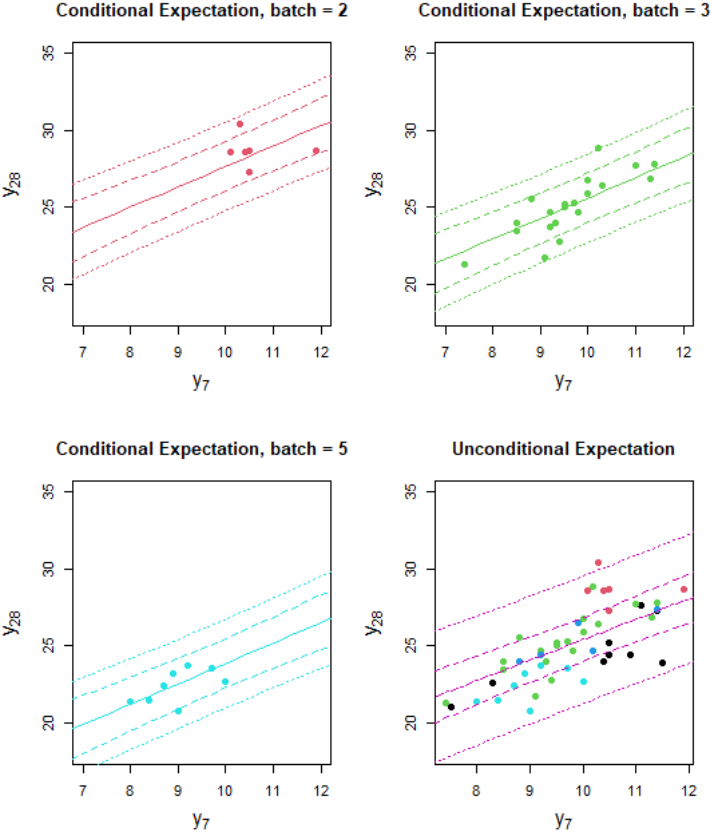 Conditional Expectation, batch = 2
Conditional Expectation, batch = 3
35
30
25
20
y28
7 8 9 10 11 12
y7
35
30
25
20
y28
7 8 9 10 11 12
y7
Conditional Expectation, batch = 5
Unconditional Expectation
35
30
25
20
y28
7 8 9 10 11 12
y7
35
30
25
20
y28
8 9 10 11 12
y7